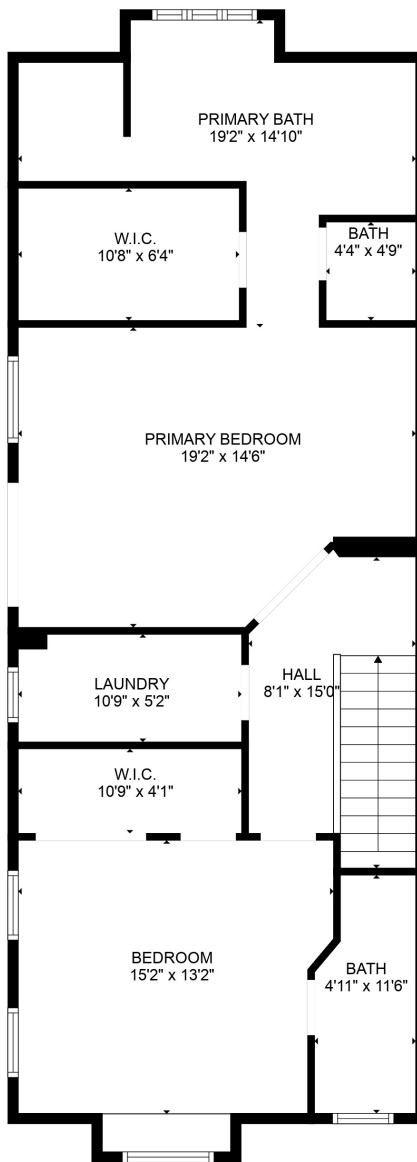 PRIMARY BATH
19'2" x 14'10"
W.I.C.
10'8" x 6'4"
BATH
4'4" x 4'9"
PRIMARY BEDROOM
19'2" x 14'6"
LAUNDRY
10'9" x 5'2"
HALL
8'1" x 15'0"
W.I.C.
10'9" x 4'1"
BEDROOM
15'2" x 13'2"
BATH
4'11" x 11'6"